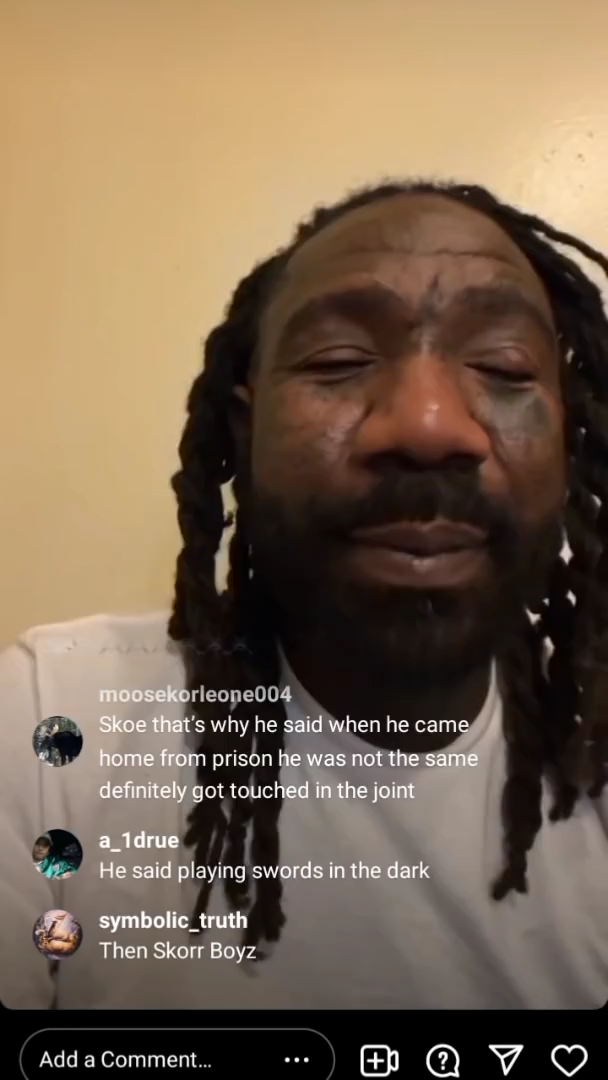 moosekorleone004
Skoe that's why he said when he came
home from prison he was not the same
definitely got touched in the joint
a_1drue
He said playing swords in the dark
symbolic_truth
Then Skorr Boyz
Add a Comment...